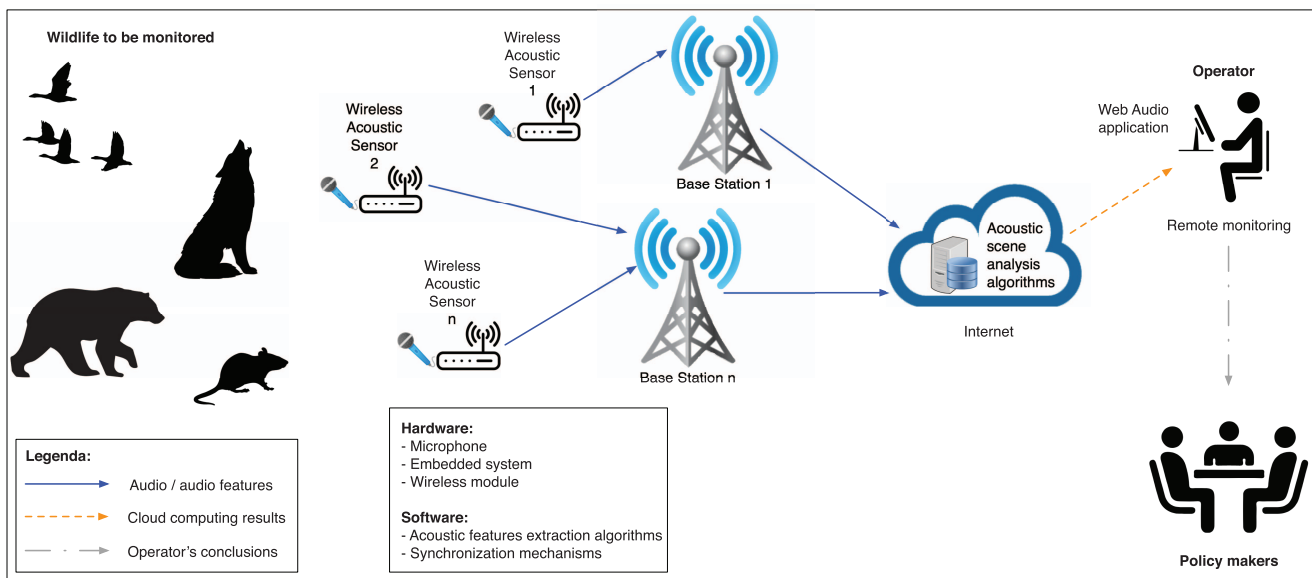 Wildlife to be monitored
Wireless
Acoustic
Sensor
1
Wireless
Acoustic
Sensor
2
Wireless
Acoustic
Sensor
n
Base Station 1
Base Station n
Acoustic
scene
analysis
algorithms
Internet
Operator
Web Audio
application
Remote monitoring
Policy makers
Legenda:
Audio / audio features
Cloud computing results
Operator's conclusions
Hardware:
- Microphone
- Embedded system
- Wireless module
Software:
- Acoustic features extraction algorithms
- Synchronization mechanisms